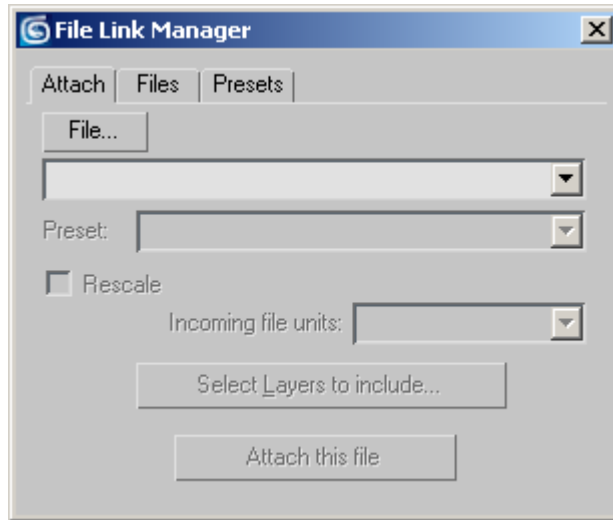 File Link Manager
Attach Files Presets
File...
Preset:
Rescale
Incoming file units:
Select Layers to include...
Attach this file